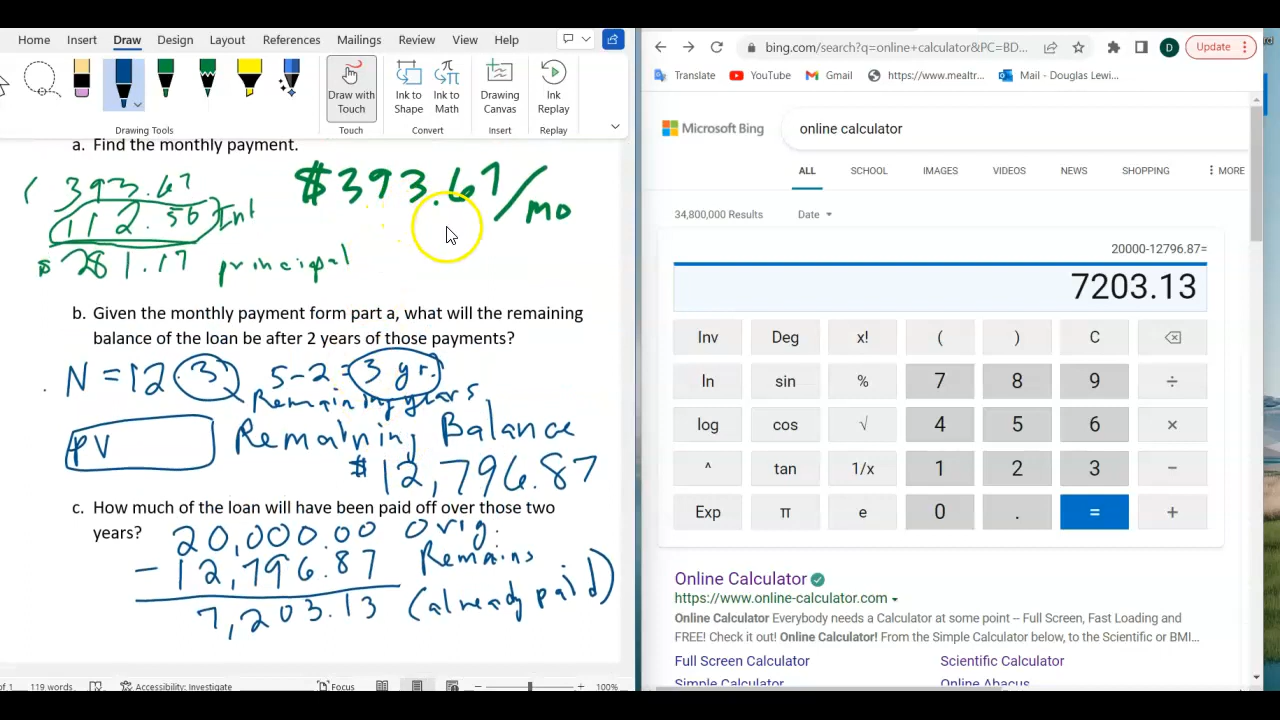 Home Insert Draw Design Layout References Mailings Review View Help
Draw with Touch
Ink to Shape
Ink to Math
Drawing Canvas
Ink Replay
Drawing Tools Touch Convert Insert Replay
a. Find the monthly payment.
$393.67/mo
( 393.67
112.50) Int
$281.17 principal
b. Given the monthly payment form part a, what will the remaining
balance of the loan be after 2 years of those payments?
N = 12 · 3 5-2 = 3 yr.
Remaining years
PV Remaining Balance
$12,796.87
c. How much of the loan will have been paid off over those two
years?
20,000.00 orig.
- 12,796.87 Remains
7,203.13 (already paid)
of 1 119 words Accessibility: Investigate Focus 100%
bing.com/search?q=online+calculator&PC=BD... D Update
Translate YouTube Gmail https://www.mealtr... Mail - Douglas Lewi...
Microsoft Bing online calculator
ALL SCHOOL IMAGES VIDEOS SHOPPING MORE
34,800,000 Results Date
20000-12796.87=
7203.13
Inv Deg x! ( ) C
ln sin % 7 8 9 ÷
log cos √ 4 5 6 ×
^ tan 1/x 1 2 3 −
Exp π e 0 . = +
Online Calculator
https://www.online-calculator.com
Online Calculator Everybody needs a Calculator at some point -- Full Screen, Fast Loading and
FREE! Check it out! Online Calculator! From the Simple Calculator below, to the Scientific or BMI...
Full Screen Calculator Scientific Calculator
Simple Calculator Online Abacus